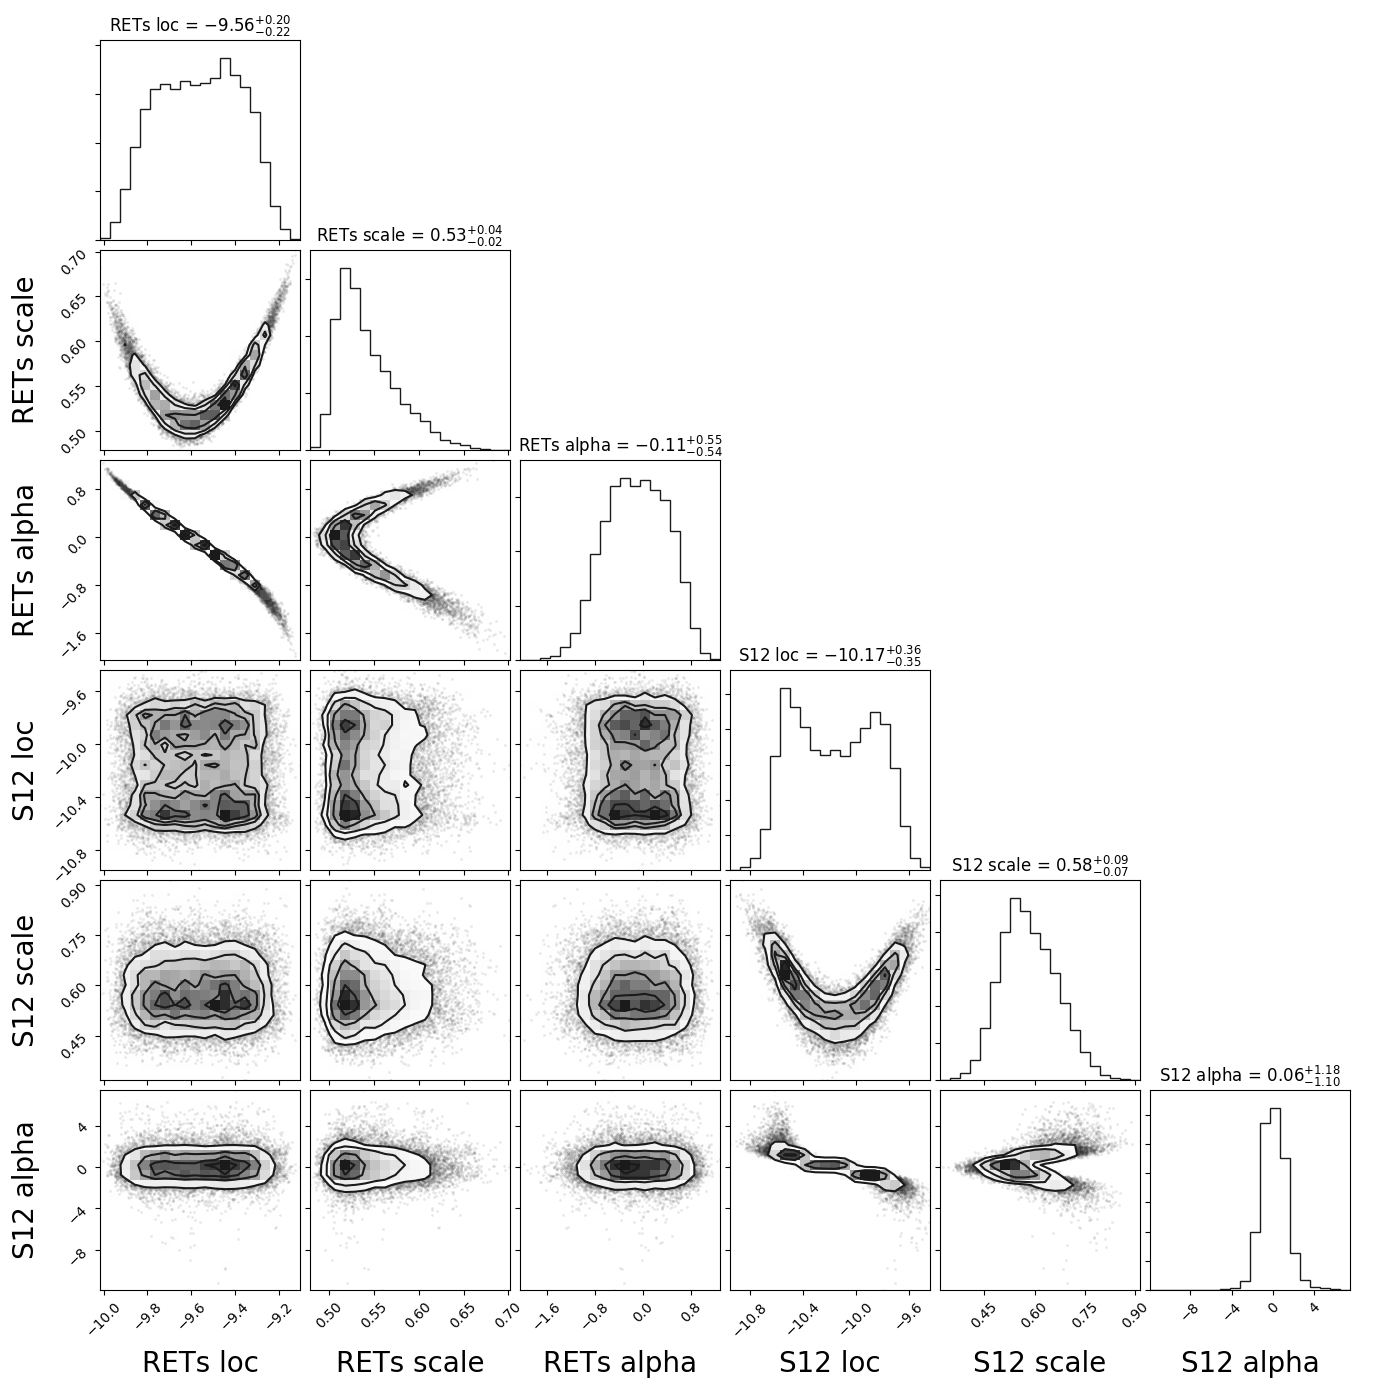 RETs loc = −9.56+0.20−0.22
RETs scale = 0.53+0.04−0.02
RETs scale
0.70
0.65
0.60
0.55
0.50
RETs alpha = −0.11+0.55−0.54
RETs alpha
0.8
0.0
−0.8
−1.6
S12 loc = −10.17+0.36−0.35
S12 loc
−9.6
−10.0
−10.4
−10.8
S12 scale = 0.58+0.09−0.07
S12 scale
0.90
0.75
0.60
0.45
S12 alpha = 0.06+1.18−1.10
S12 alpha
4
0
−4
−8
−10.0 −9.8 −9.6 −9.4 −9.2 0.50 0.55 0.60 0.65 0.70 −1.6 −0.8 0.0 0.8 −10.8 −10.4 −10.0 −9.6 0.45 0.60 0.75 0.90 −8 −4 0 4
RETs loc RETs scale RETs alpha S12 loc S12 scale S12 alpha